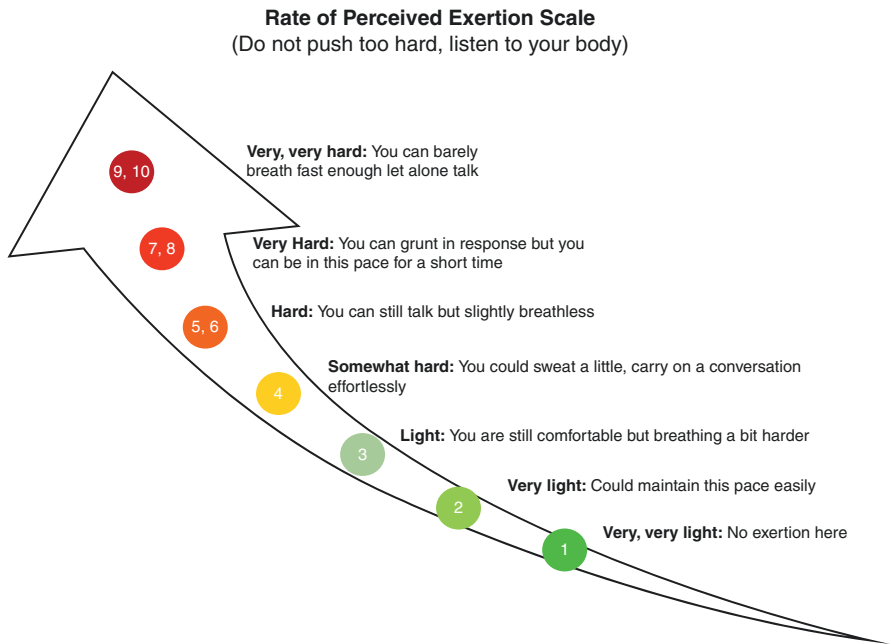 Rate of Perceived Exertion Scale
(Do not push too hard, listen to your body)
9, 10
Very, very hard: You can barely
breath fast enough let alone talk
7, 8
Very Hard: You can grunt in response but you
can be in this pace for a short time
5, 6
Hard: You can still talk but slightly breathless
4
Somewhat hard: You could sweat a little, carry on a conversation
effortlessly
3
Light: You are still comfortable but breathing a bit harder
2
Very light: Could maintain this pace easily
1
Very, very light: No exertion here